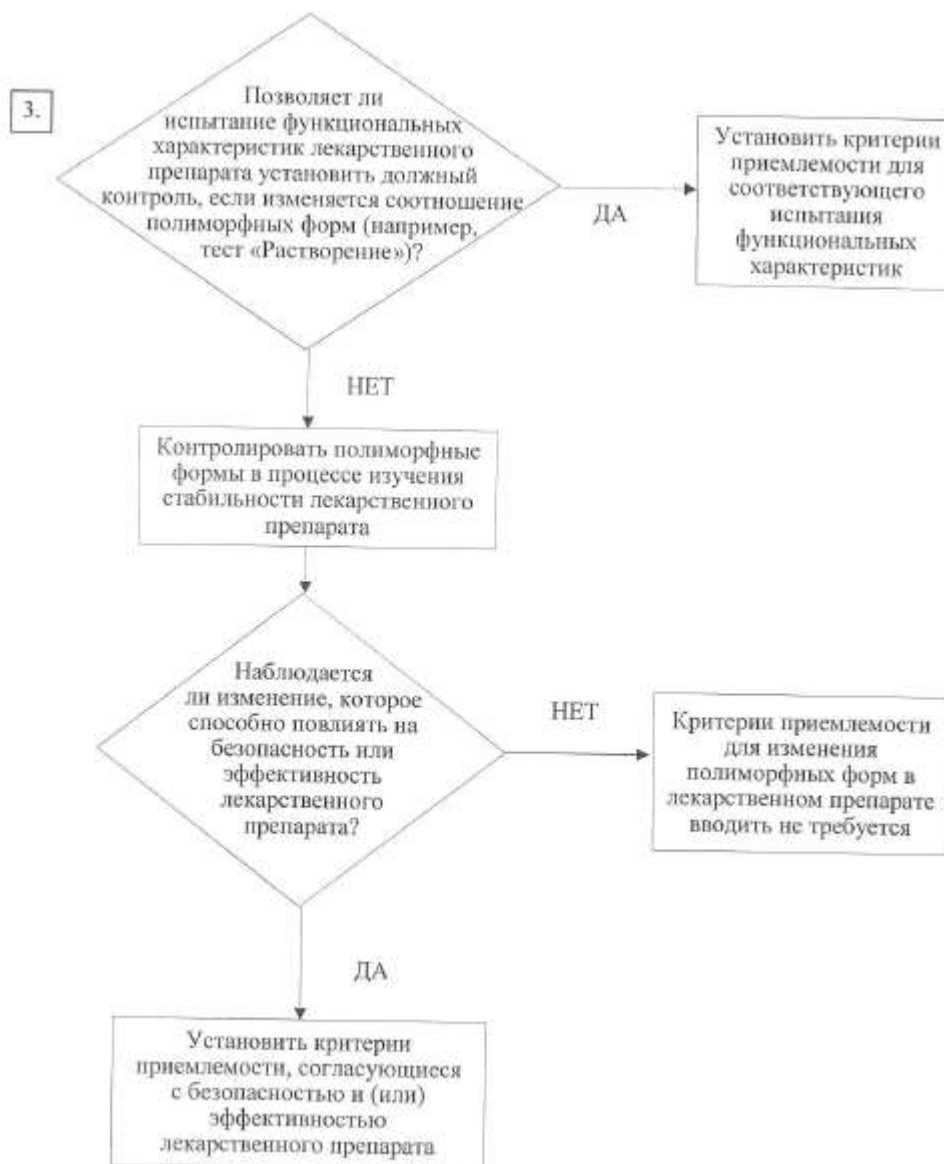 3.
Позволяет ли
испытание функциональных
характеристик лекарственного
препарата установить должный
контроль, если изменяется соотношение
полиморфных форм (например,
тест «Растворение»)?
ДА
Установить критерии
приемлемости для
соответствующего
испытания
функциональных
характеристик
НЕТ
Контролировать полиморфные
формы в процессе изучения
стабильности лекарственного
препарата
Наблюдается
ли изменение, которое
способно повлиять на
безопасность или
эффективность
лекарственного
препарата?
НЕТ
Критерии приемлемости
для изменения
полиморфных форм в
лекарственном препарате
вводить не требуется
ДА
Установить критерии
приемлемости, согласующиеся
с безопасностью и (или)
эффективностью
лекарственного препарата